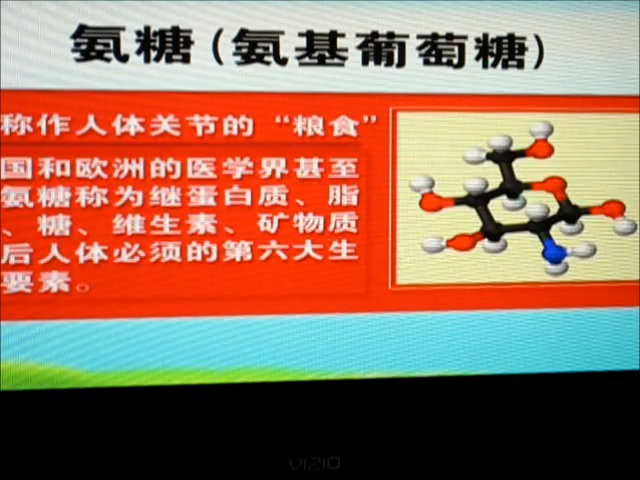 氨糖（氨基葡萄糖）
称作人体关节的“粮食”
国和欧洲的医学界甚至
氨糖称为继蛋白质、脂
、糖、维生素、矿物质
后人体必须的第六大生
要素。
VIZIO